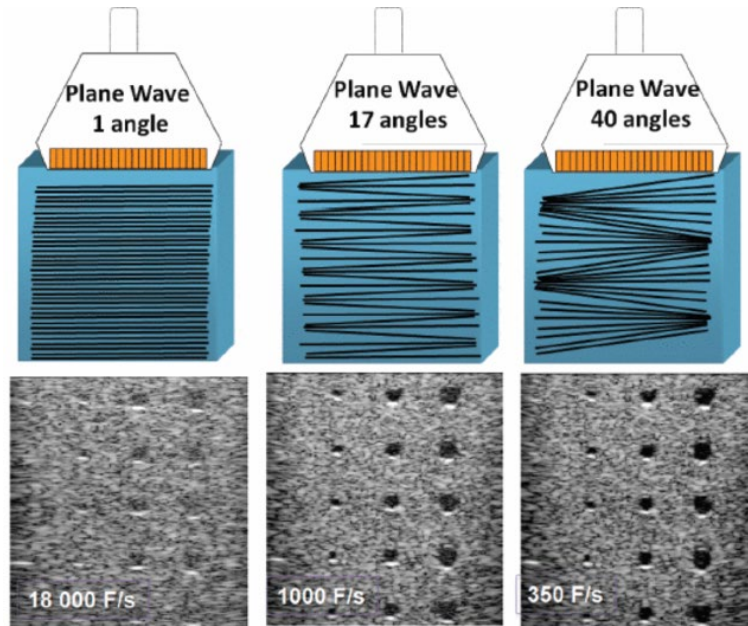 Plane Wave
1 angle
Plane Wave
17 angles
Plane Wave
40 angles
18 000 F/s
1000 F/s
350 F/s